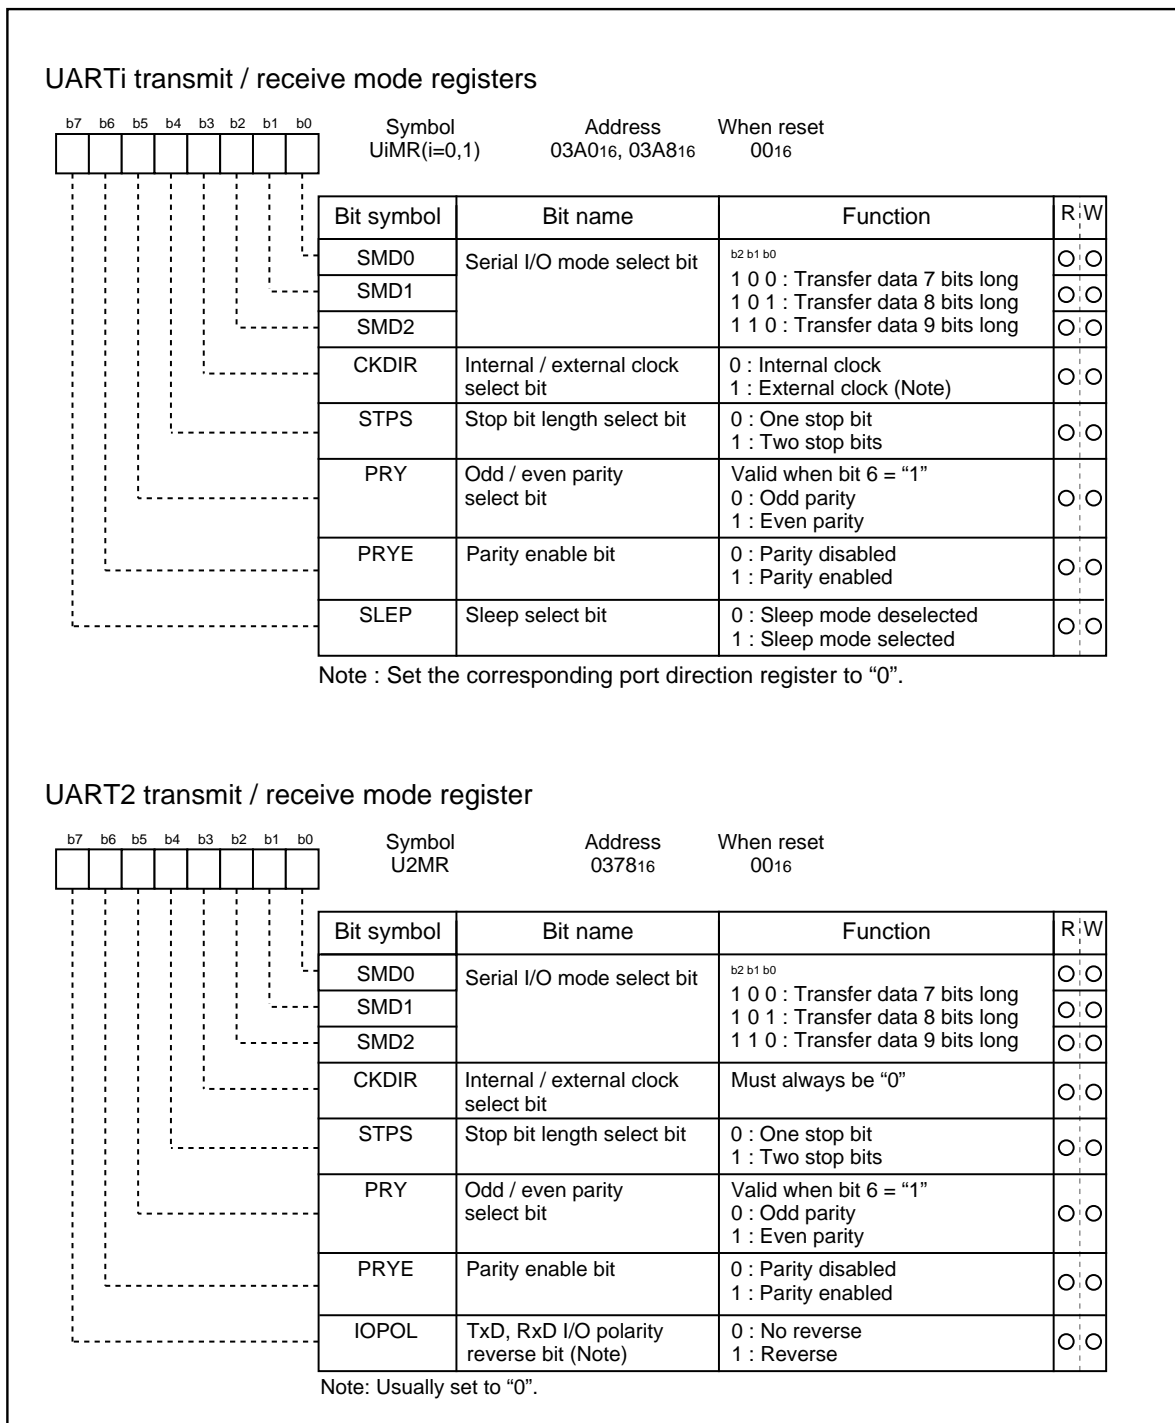 UARTi transmit / receive mode registers
b7 b6 b5 b4 b3 b2 b1 b0
Symbol Address When reset
UiMR(i=0,1) 03A016, 03A816 0016
Bit symbol Bit name Function R W
SMD0 Serial I/O mode select bit b2 b1 b0
1 0 0 : Transfer data 7 bits long
SMD1 1 0 1 : Transfer data 8 bits long
SMD2 1 1 0 : Transfer data 9 bits long
CKDIR Internal / external clock 0 : Internal clock
select bit 1 : External clock (Note)
STPS Stop bit length select bit 0 : One stop bit
1 : Two stop bits
PRY Odd / even parity Valid when bit 6 = “1”
select bit 0 : Odd parity
1 : Even parity
PRYE Parity enable bit 0 : Parity disabled
1 : Parity enabled
SLEP Sleep select bit 0 : Sleep mode deselected
1 : Sleep mode selected
Note : Set the corresponding port direction register to “0”.
UART2 transmit / receive mode register
b7 b6 b5 b4 b3 b2 b1 b0
Symbol Address When reset
U2MR 037816 0016
Bit symbol Bit name Function R W
SMD0 Serial I/O mode select bit b2 b1 b0
1 0 0 : Transfer data 7 bits long
SMD1 1 0 1 : Transfer data 8 bits long
SMD2 1 1 0 : Transfer data 9 bits long
CKDIR Internal / external clock Must always be “0”
select bit
STPS Stop bit length select bit 0 : One stop bit
1 : Two stop bits
PRY Odd / even parity Valid when bit 6 = “1”
select bit 0 : Odd parity
1 : Even parity
PRYE Parity enable bit 0 : Parity disabled
1 : Parity enabled
IOPOL TxD, RxD I/O polarity 0 : No reverse
reverse bit (Note) 1 : Reverse
Note: Usually set to “0”.